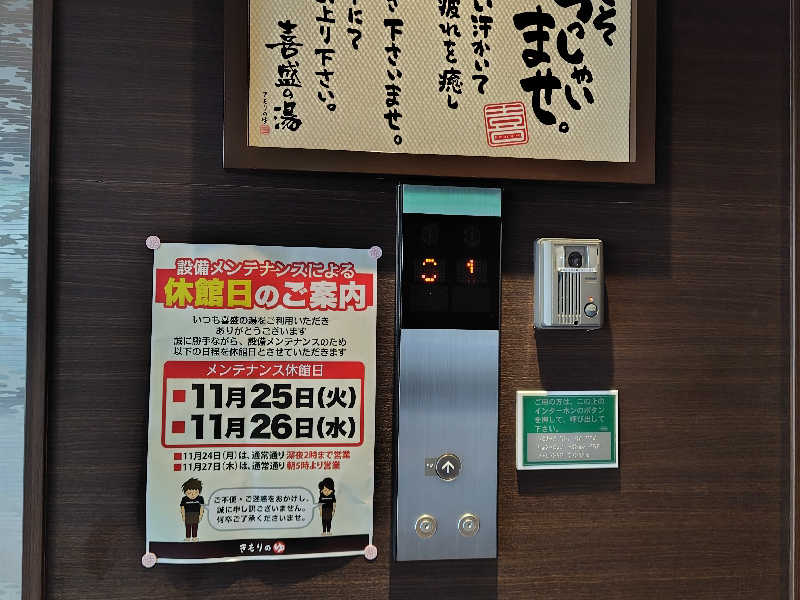 っしゃい
ませ。
い汗かいて
疲れを癒し
さ下さいませ。
にて
上り下さい。
喜盛の湯
きもりのゆ
喜
設備メンテナンスによる
休館日のご案内
いつも喜盛の湯をご利用いただき
ありがとうございます
誠に勝手ながら、設備メンテナンスのため
以下の日程を休館日とさせていただきます
メンテナンス休館日
■11月25日(火)
■11月26日(水)
■11月24日(月)は、通常通り深夜2時まで営業
■11月27日(木)は、通常通り朝5時より営業
ご不便・ご迷惑をおかけし、
誠に申し訳ございません。
何卒ご了承くださいませ。
きもりのゆ
1
ご用の方は、この上の
インターホンのボタン
を押して、呼び出して
下さい。